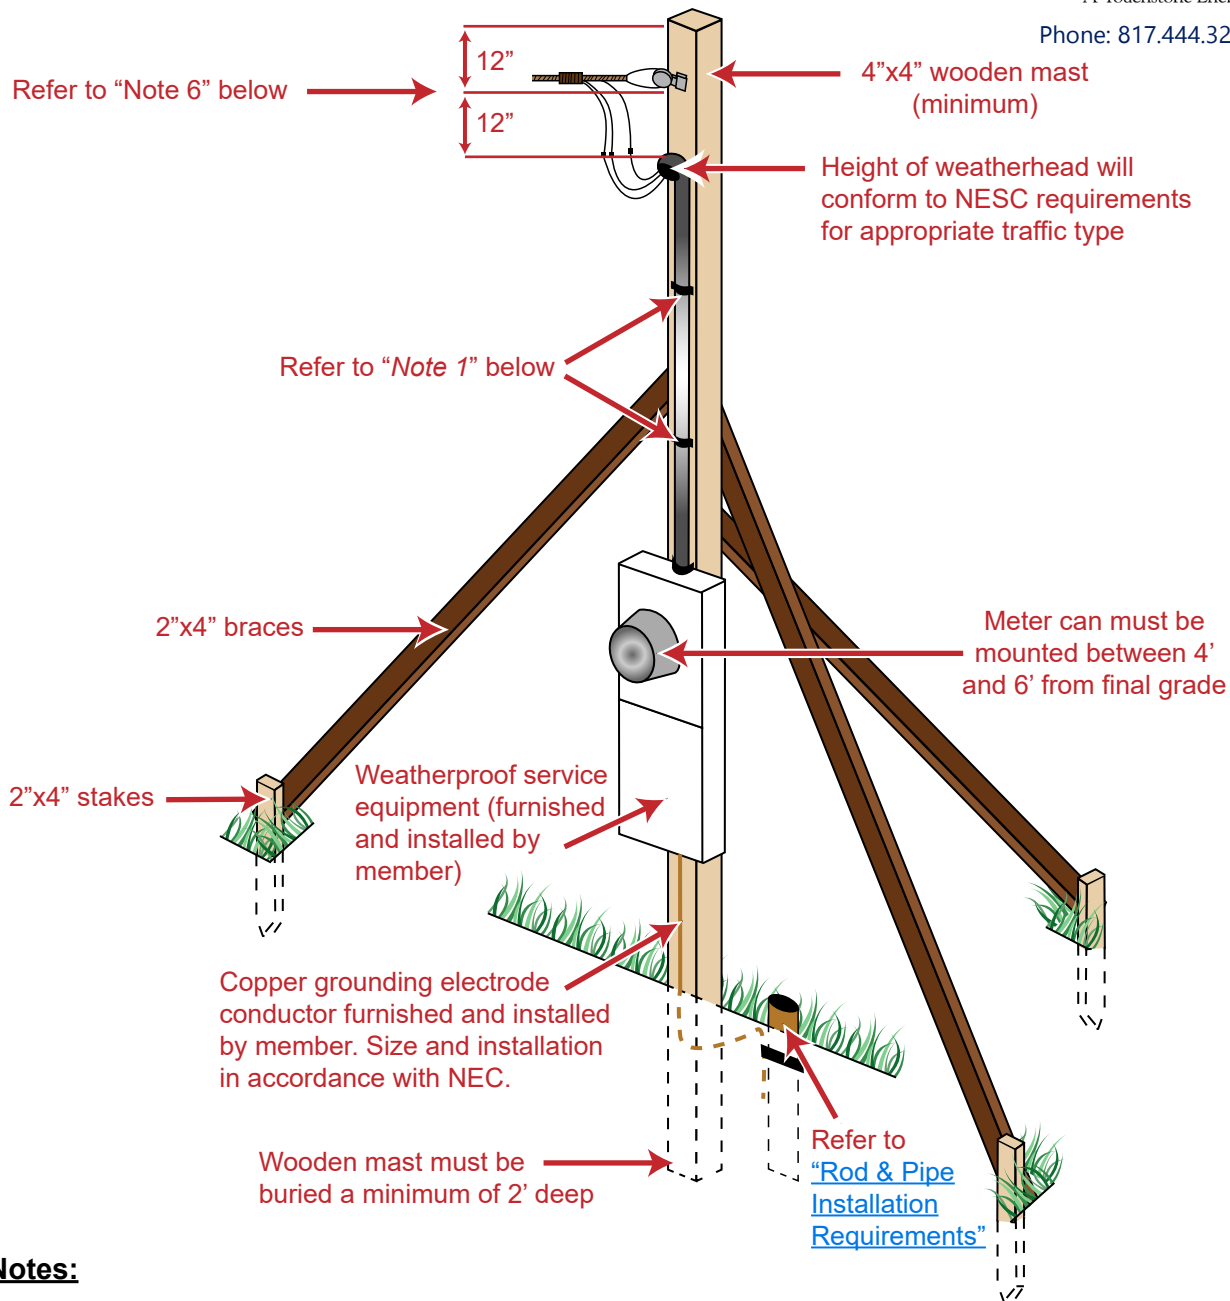 Phone: 817.444.32
12”
Refer to “Note 6” below
12”
4”x4” wooden mast
(minimum)
Height of weatherhead will
conform to NESC requirements
for appropriate traffic type
Refer to “Note 1” below
2”x4” braces
Meter can must be
mounted between 4’
and 6’ from final grade
2”x4” stakes
Weatherproof service
equipment (furnished
and installed by
member)
Copper grounding electrode
conductor furnished and installed
by member. Size and installation
in accordance with NEC.
Wooden mast must be
buried a minimum of 2’ deep
Refer to
“Rod & Pipe
Installation
Requirements”
Notes: